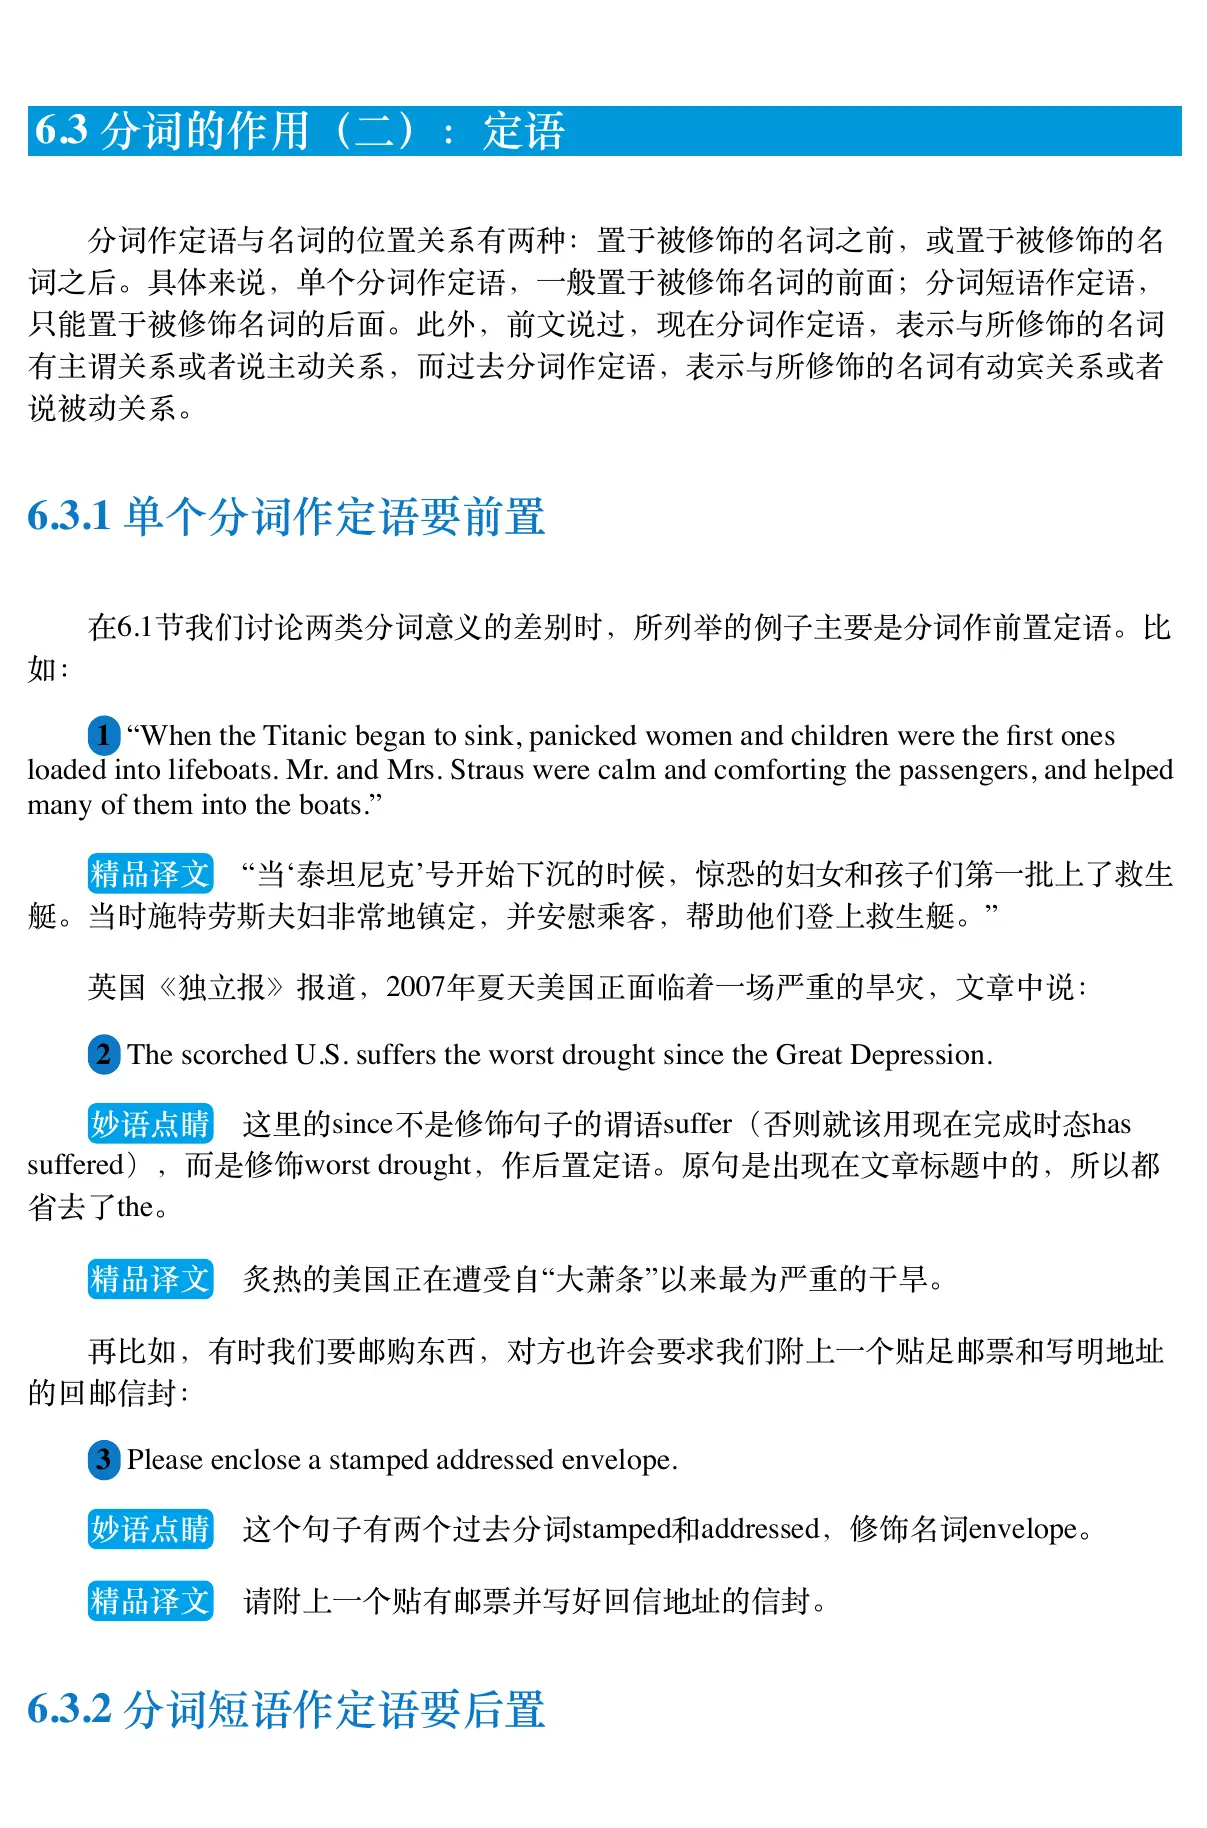 6.3 分词的作用（二）：定语
分词作定语与名词的位置关系有两种：置于被修饰的名词之前，或置于被修饰的名
词之后。具体来说，单个分词作定语，一般置于被修饰名词的前面；分词短语作定语，
只能置于被修饰名词的后面。此外，前文说过，现在分词作定语，表示与所修饰的名词
有主谓关系或者说主动关系，而过去分词作定语，表示与所修饰的名词有动宾关系或者
说被动关系。
6.3.1 单个分词作定语要前置
在6.1节我们讨论两类分词意义的差别时，所列举的例子主要是分词作前置定语。比
如：
1 “When the Titanic began to sink, panicked women and children were the first ones
loaded into lifeboats. Mr. and Mrs. Straus were calm and comforting the passengers, and helped
many of them into the boats.”
精品译文 “当‘泰坦尼克’号开始下沉的时候，惊恐的妇女和孩子们第一批上了救生
艇。当时施特劳斯夫妇非常地镇定，并安慰乘客，帮助他们登上救生艇。”
英国《独立报》报道，2007年夏天美国正面临着一场严重的旱灾，文章中说：
2 The scorched U.S. suffers the worst drought since the Great Depression.
妙语点睛 这里的since不是修饰句子的谓语suffer（否则就该用现在完成时态has
suffered），而是修饰worst drought，作后置定语。原句是出现在文章标题中的，所以都
省去了the。
精品译文 炙热的美国正在遭受自“大萧条”以来最为严重的干旱。
再比如，有时我们要邮购东西，对方也许会要求我们附上一个贴足邮票和写明地址
的回邮信封：
3 Please enclose a stamped addressed envelope.
妙语点睛 这个句子有两个过去分词stamped和addressed，修饰名词envelope。
精品译文 请附上一个贴有邮票并写好回信地址的信封。
6.3.2 分词短语作定语要后置